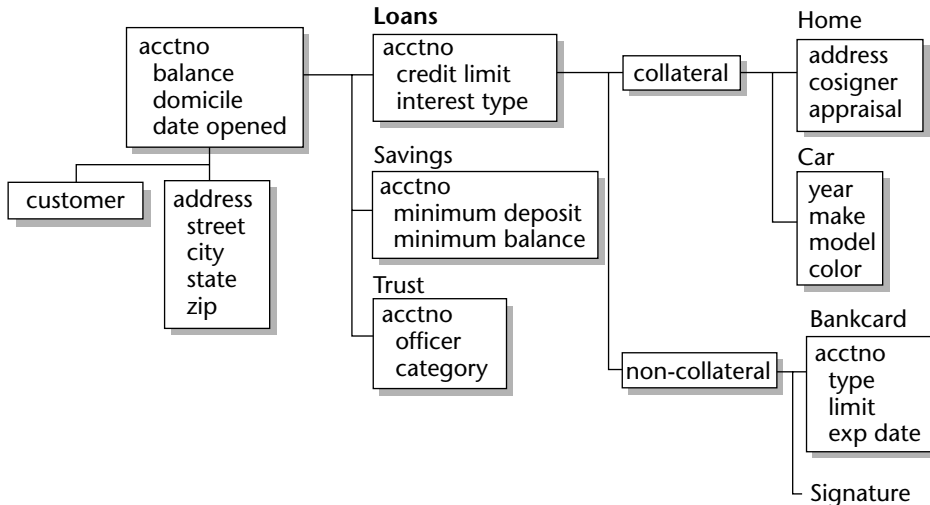 acctno
balance
domicile
date opened
customer
address
street
city
state
zip
Loans
acctno
credit limit
interest type
Savings
acctno
minimum deposit
minimum balance
Trust
acctno
officer
category
collateral
non-collateral
Home
address
cosigner
appraisal
Car
year
make
model
color
Bankcard
acctno
type
limit
exp date
Signature